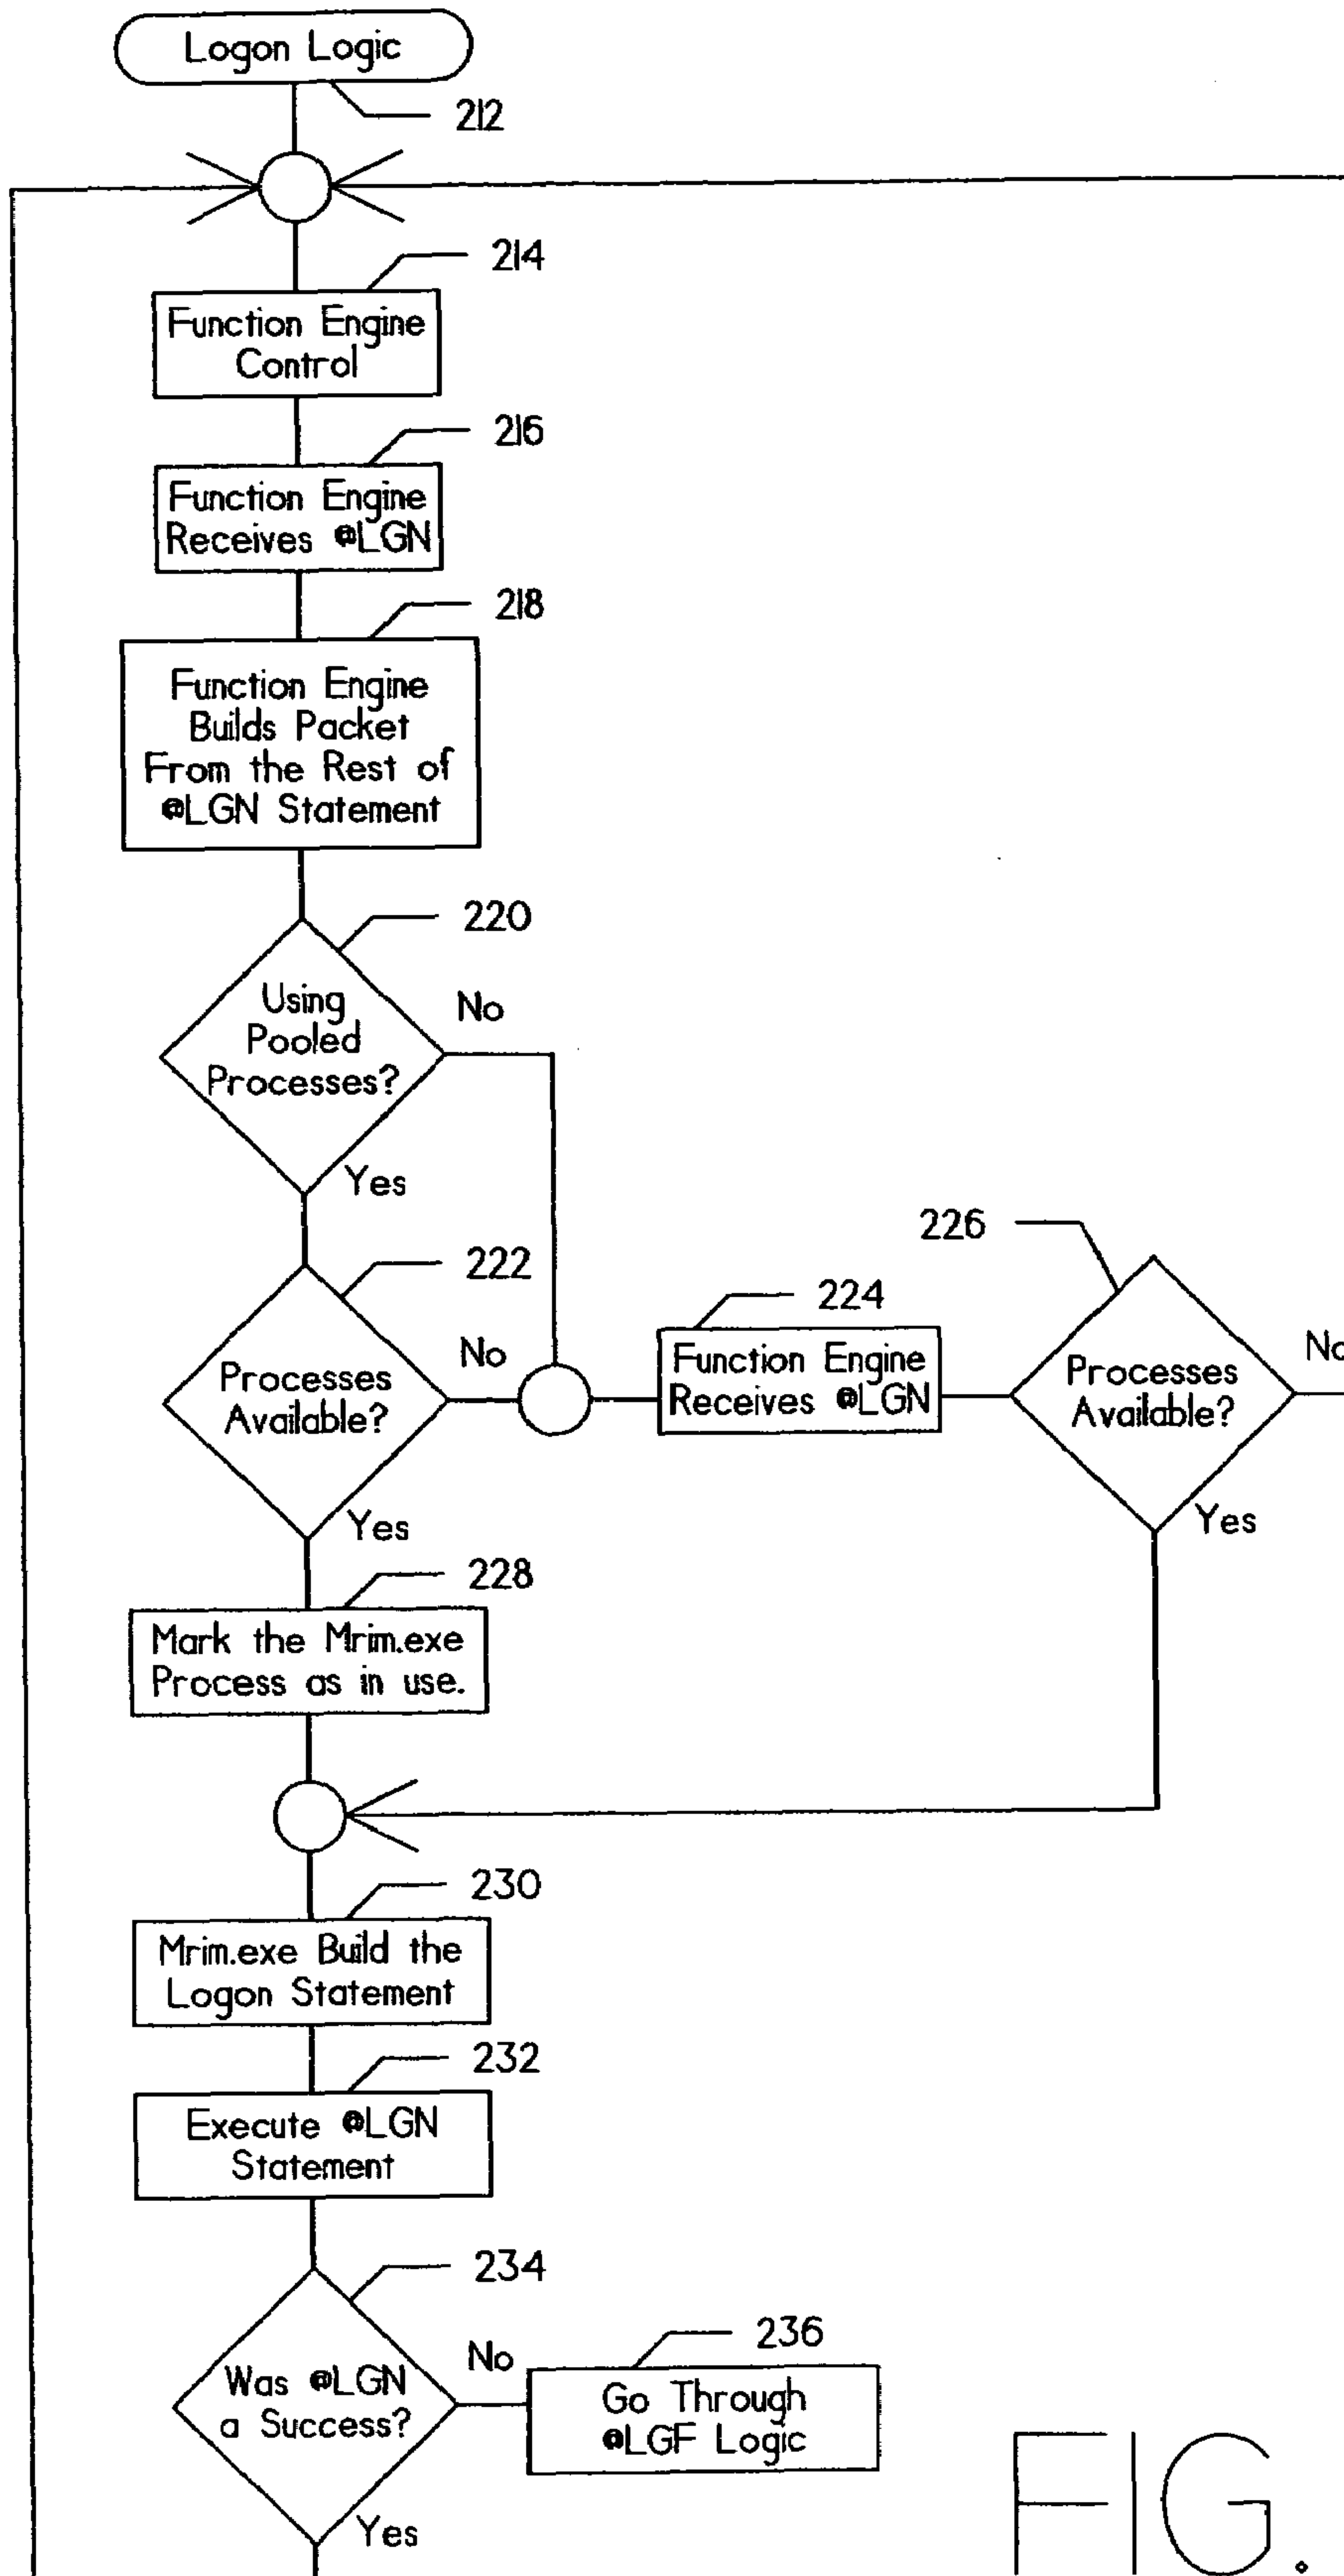 Logon Logic
212
214
Function Engine
Control
216
Function Engine
Receives @LGN
218
Function Engine
Builds Packet
From the Rest of
@LGN Statement
220
Using
Pooled
Processes?
No
Yes
222
Processes
Available?
No
Yes
224
Function Engine
Receives @LGN
226
Processes
Available?
No
Yes
228
Mark the Mrim.exe
Process as in use.
230
Mrim.exe Build the
Logon Statement
232
Execute @LGN
Statement
234
Was @LGN
a Success?
No
Yes
236
Go Through
@LGF Logic
FIG.